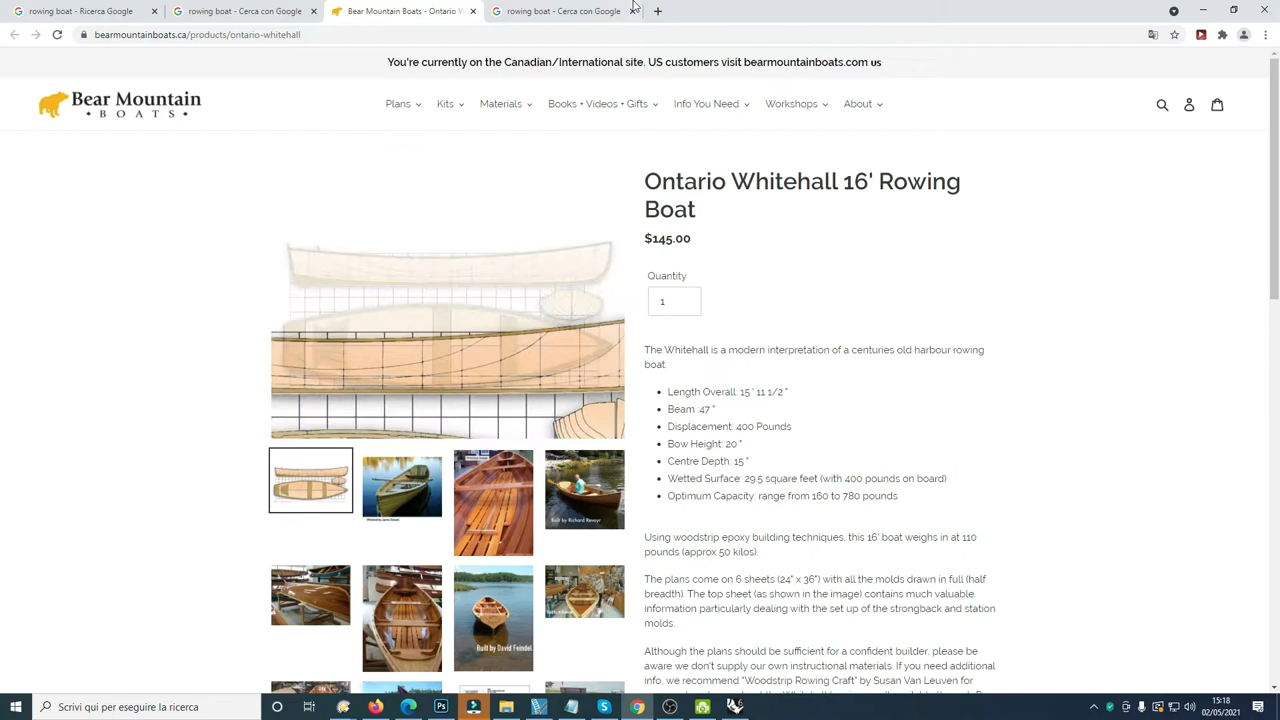 rowing boat - Cerca con Google
rowing boat - Cerca con Google
Bear Mountain Boats - Ontario W
rowing boat - Cerca con Google
bearmountainboats.ca/products/ontario-whitehall
You're currently on the Canadian/International site. US customers visit bearmountainboats.com us
Bear Mountain
• BOATS •
Plans
Kits
Materials
Books + Videos + Gifts
Info You Need
Workshops
About
Ontario Whitehall 16' Rowing
Boat
$145.00
Quantity
1
The Whitehall is a modern interpretation of a centuries old harbour rowing
boat.
• Length Overall: 15 ' 11 1/2 "
• Beam :47 "
• Displacement: 400 Pounds
• Bow Height: 20 "
• Centre Depth: 15 "
• Wetted Surface: 29.5 square feet (with 400 pounds on board)
• Optimum Capacity: range from 160 to 780 pounds
Built by Richard Revoyr
Using woodstrip epoxy building techniques, this 16' boat weighs in at 110
pounds (approx 50 kilos).
The plans come on 6 sheets (24" x 36") with all the molds drawn in full (half
breadth). The top sheet (as shown in the image) contains much valuable
information particularly dealing with the set up of the strongback and station
molds.
Built by David Feindel
Although the plans should be sufficient for a confident builder, please be
aware we don't supply our own instructional materials. If you need additional
info, we recommend "Woodstrip Rowing Craft" by Susan Van Leuven for
Scrivi qui per eseguire la ricerca
15:18
02/05/2021